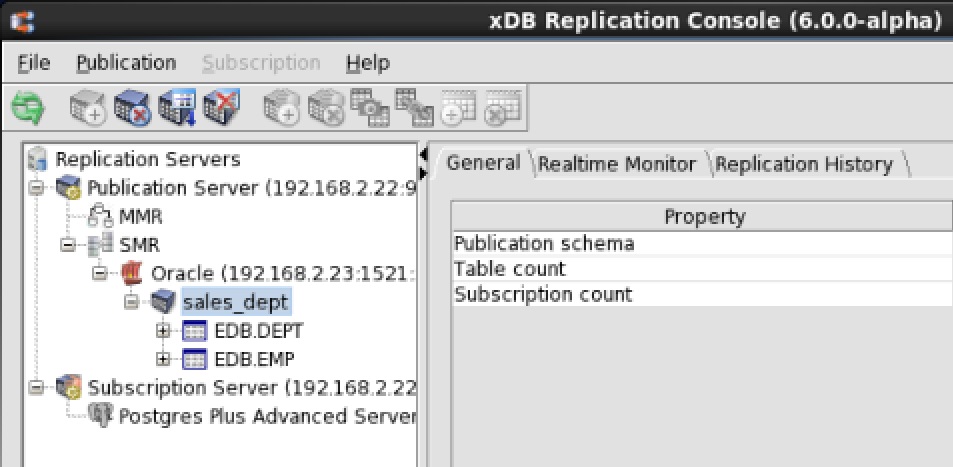 xDB Replication Console (6.0.0-alpha)
File Publication Subscription Help
Replication Servers
Publication Server (192.168.2.22:9
MMR
SMR
Oracle (192.168.2.23:1521:
sales_dept
EDB.DEPT
EDB.EMP
Subscription Server (192.168.2.22
Postgres Plus Advanced Server
General Realtime Monitor Replication History
Property
Publication schema
Table count
Subscription count